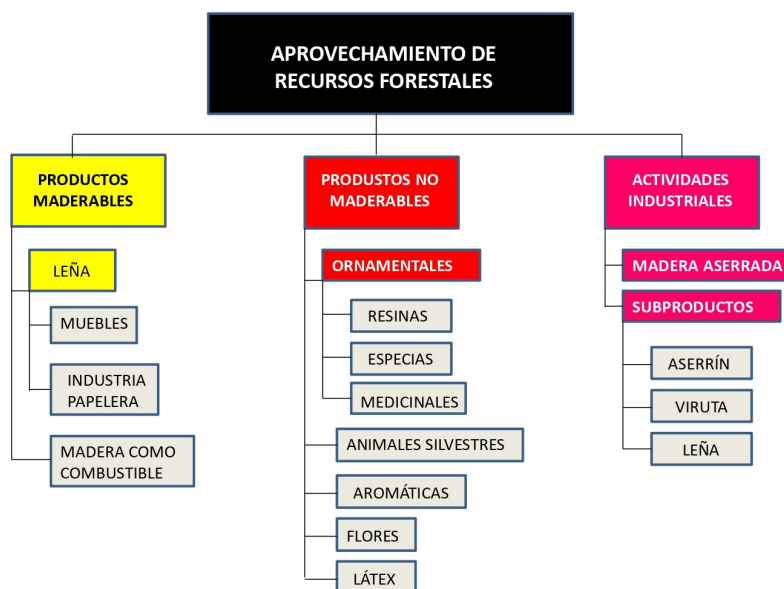 APROVECHAMIENTO DE
RECURSOS FORESTALES
PRODUCTOS
MADERABLES
LEÑA
MUEBLES
INDUSTRIA
PAPELERA
MADERA COMO
COMBUSTIBLE
PRODUSTOS NO
MADERABLES
ORNAMENTALES
RESINAS
ESPECIAS
MEDICINALES
ANIMALES SILVESTRES
AROMÁTICAS
FLORES
LÁTEX
ACTIVIDADES
INDUSTRIALES
MADERA ASERRADA
SUBPRODUCTOS
ASERRÍN
VIRUTA
LEÑA